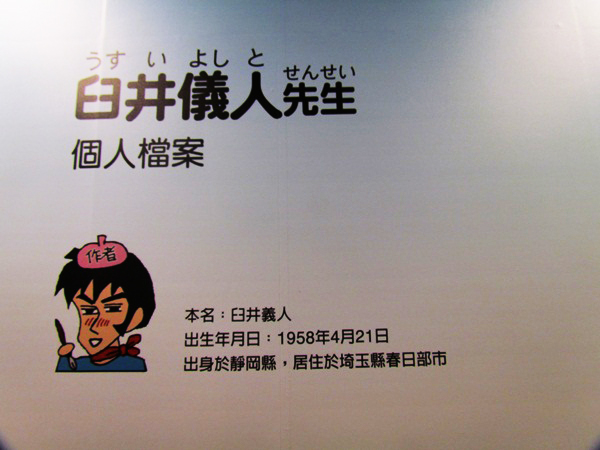 うすいよしとせんせい
臼井儀人先生
個人檔案
作者
本名：臼井義人
出生年月日：1958年4月21日
出身於靜岡縣，居住於埼玉縣春日部市